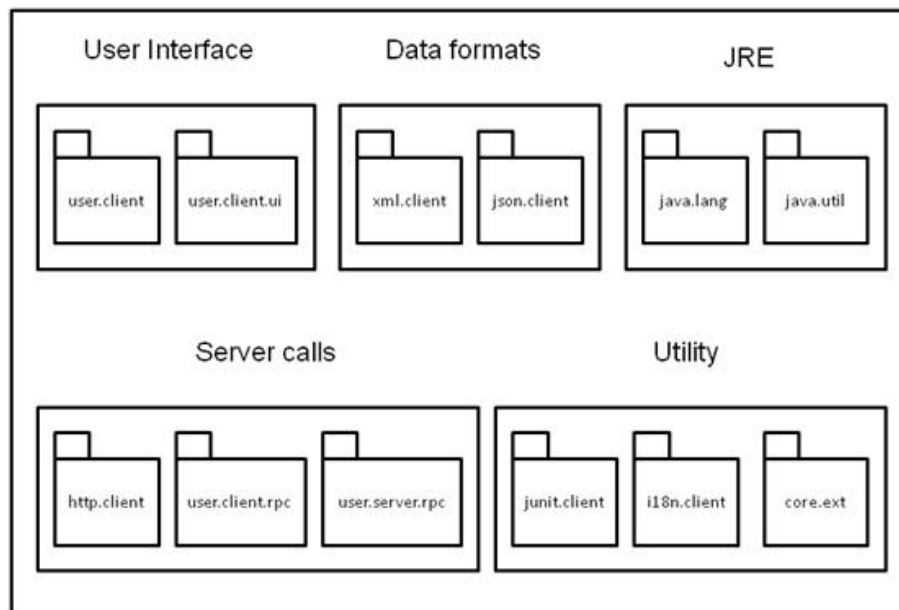 User Interface
Data formats
JRE
user.client
user.client.ui
xml.client
json.client
java.lang
java.util
Server calls
Utility
http.client
user.client.rpc
user.server.rpc
junit.client
i18n.client
core.ext